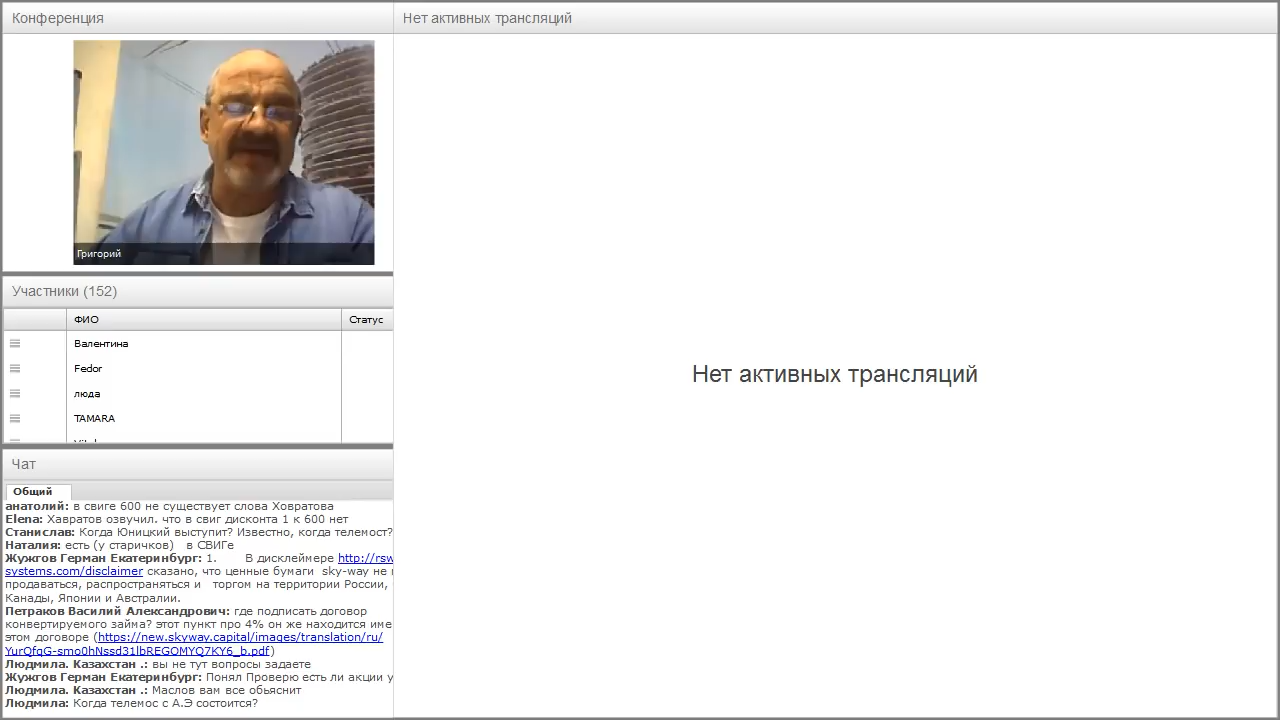 Конференция
Нет активных трансляций
Григорий
Участники (152)
ФИО Статус
Валентина
Fedor
люда
TAMARA
Чат
Общий
анатолий: в свиге 600 не существует слова Ховратова
Elena: Хавратов озвучил. что в свиг дисконта 1 к 600 нет
Станислав: Когда Юницкий выступит? Известно, когда телемост?
Наталия: есть (у старичков) в СВИГе
Жужгов Герман Екатеринбург: 1. В дисклеймере http://rsw
systems.com/disclaimer сказано, что ценные бумаги sky-way не
продаваться, распространяться и торгом на территории России,
Канады, Японии и Австралии.
Петраков Василий Александрович: где подписать договор
конвертируемого займа? этот пункт про 4% он же находится име
этом договоре (https://new.skyway.capital/images/translation/ru/
YurQfqG-smo0hNssd31lbREGOMYQ7KY6_b.pdf)
Людмила. Казахстан .: вы не тут вопросы задаете
Жужгов Герман Екатеринбург: Понял Проверю есть ли акции у
Людмила. Казахстан .: Маслов вам все обьяснит
Людмила: Когда телемос с А.Э состоится?
Нет активных трансляций